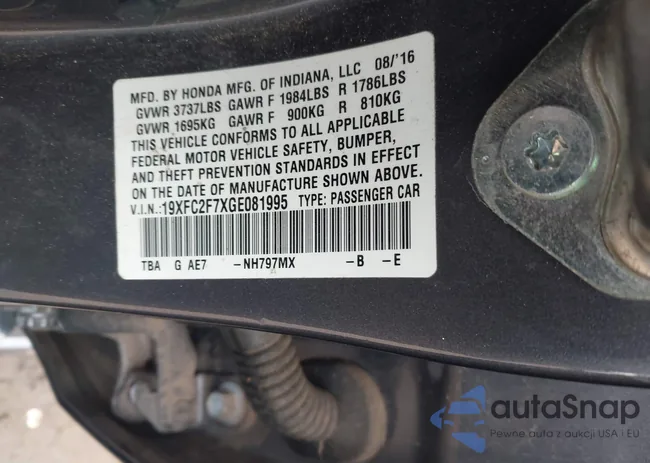 MFD. BY HONDA MFG. OF INDIANA, LLC 08/'16
GVWR 3737LBS GAWR F 1984LBS R 1786LBS
GVWR 1695KG GAWR F 900KG R 810KG
THIS VEHICLE CONFORMS TO ALL APPLICABLE
FEDERAL MOTOR VEHICLE SAFETY, BUMPER,
AND THEFT PREVENTION STANDARDS IN EFFECT
ON THE DATE OF MANUFACTURE SHOWN ABOVE.
V.I.N.:19XFC2F7XGE081995 TYPE: PASSENGER CAR
TBA G AE7 -NH797MX -B -E
autaSnap
Pewne auta z aukcji USA i EU